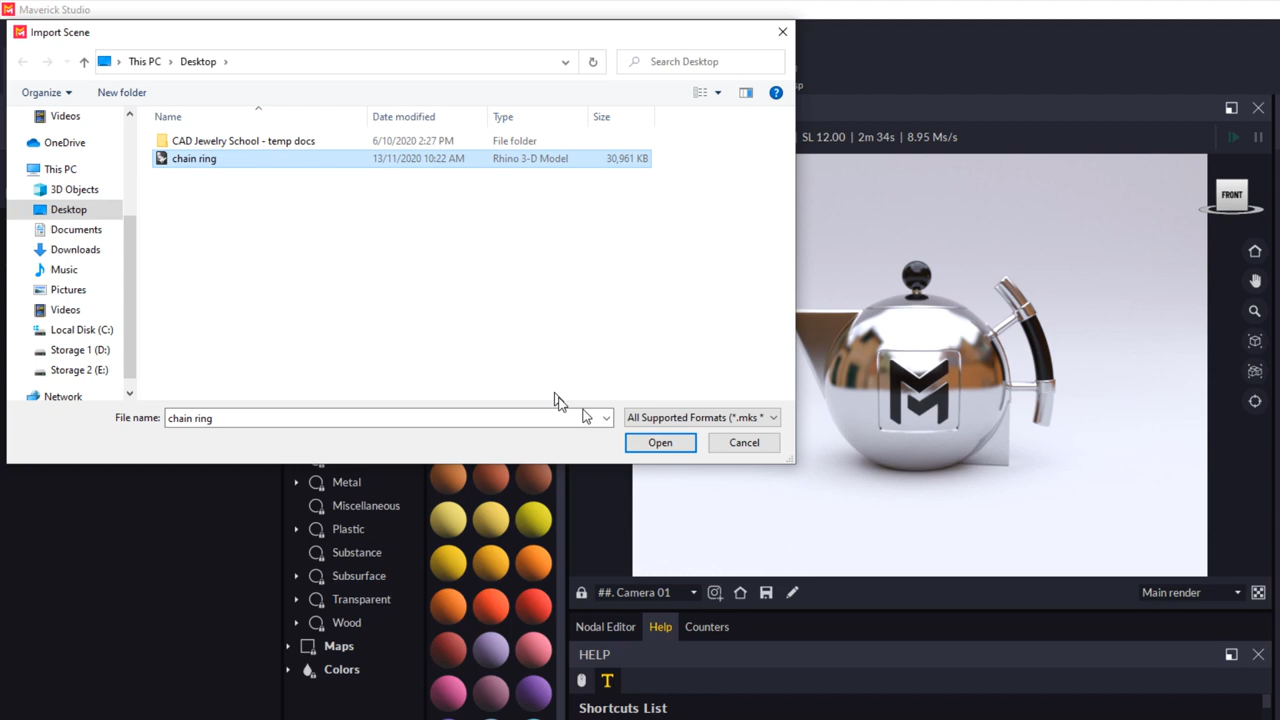 Maverick Studio
Import Scene
This PC
Desktop
Search Desktop
Organize
New folder
Name
Date modified
Type
Size
CAD Jewelry School - temp docs
6/10/2020 2:27 PM
File folder
chain ring
13/11/2020 10:22 AM
Rhino 3-D Model
30,961 KB
Videos
OneDrive
This PC
3D Objects
Desktop
Documents
Downloads
Music
Pictures
Videos
Local Disk (C:)
Storage 1 (D:)
Storage 2 (E:)
Network
File name:
chain ring
All Supported Formats (*.mks *
Open
Cancel
sp
SL 12.00 | 2m 34s | 8.95 Ms/s
FRONT
M
Metal
Miscellaneous
Plastic
Substance
Subsurface
Transparent
Wood
Maps
Colors
##. Camera 01
Main render
Nodal Editor
Help
Counters
HELP
T
Shortcuts List